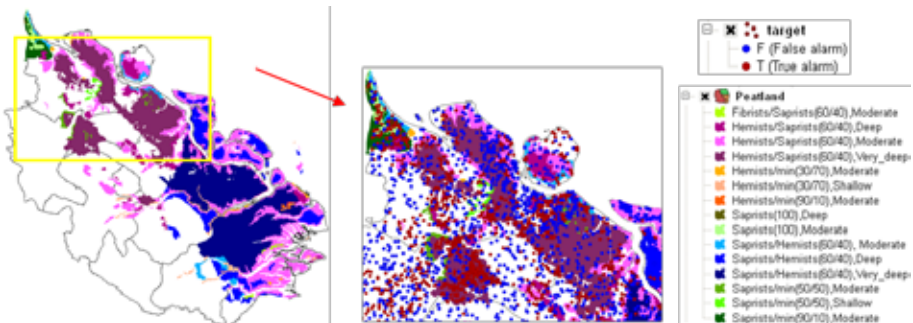 target
F (False alarm)
T (True alarm)
Peatland
Fibrists/Saprists(60/40),Moderate
Hemists/Saprists(60/40),Deep
Hemists/Saprists(60/40),Moderate
Hemists/Saprists(60/40),Very_deep
Hemists/min(30/70),Moderate
Hemists/min(30/70),Shallow
Hemists/min(90/10),Moderate
Saprists(100),Deep
Saprists(100),Moderate
Saprists/Hemists(60/40), Moderate
Saprists/Hemists(60/40),Deep
Saprists/Hemists(60/40),Very_deep
Saprists/min(50/50),Moderate
Saprists/min(50/50),Shallow
Saprists/min(90/10),Moderate